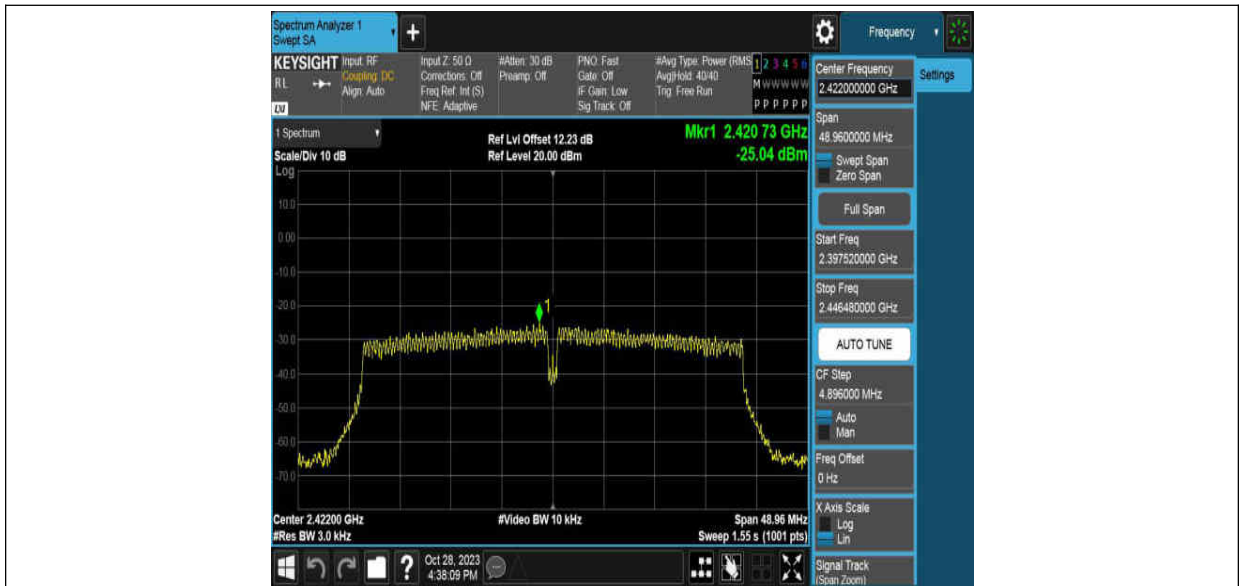 Spectrum Analyzer 1
Swept SA
+
Frequency
KEYSIGHT
RL
LXI
Input: RF
Coupling: DC
Align: Auto
Input Z: 50 Ω
Corrections: Off
Freq Ref: Int (S)
NFE: Adaptive
#Atten: 30 dB
Preamp: Off
PNO: Fast
Gate: Off
IF Gain: Low
Sig Track: Off
#Avg Type: Power (RMS
Avg|Hold: 40/40
Trig: Free Run
1 2 3 4 5 6
M W W W W W
P P P P P P
1 Spectrum
Scale/Div 10 dB
Ref Lvl Offset 12.23 dB
Ref Level 20.00 dBm
Mkr1 2.420 73 GHz
-25.04 dBm
Log
10.0
0.00
-10.0
-20.0
-30.0
-40.0
-50.0
-60.0
-70.0
1
Center 2.42200 GHz
#Res BW 3.0 kHz
#Video BW 10 kHz
Span 48.96 MHz
Sweep 1.55 s (1001 pts)
?
Oct 28, 2023
4:38:09 PM
Center Frequency
2.422000000 GHz
Settings
Span
48.9600000 MHz
Swept Span
Zero Span
Full Span
Start Freq
2.397520000 GHz
Stop Freq
2.446480000 GHz
AUTO TUNE
CF Step
4.896000 MHz
Auto
Man
Freq Offset
0 Hz
X Axis Scale
Log
Lin
Signal Track
(Span Zoom)